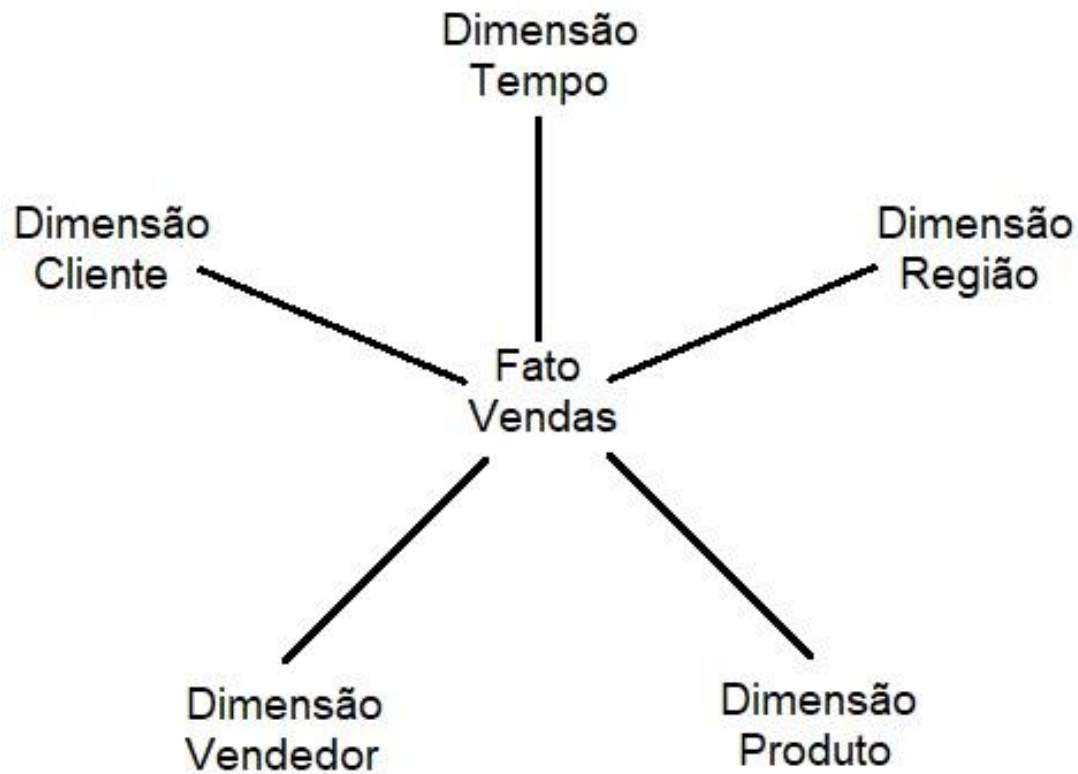 Dimensão
Tempo
Dimensão
Cliente
Dimensão
Região
Fato
Vendas
Dimensão
Vendedor
Dimensão
Produto